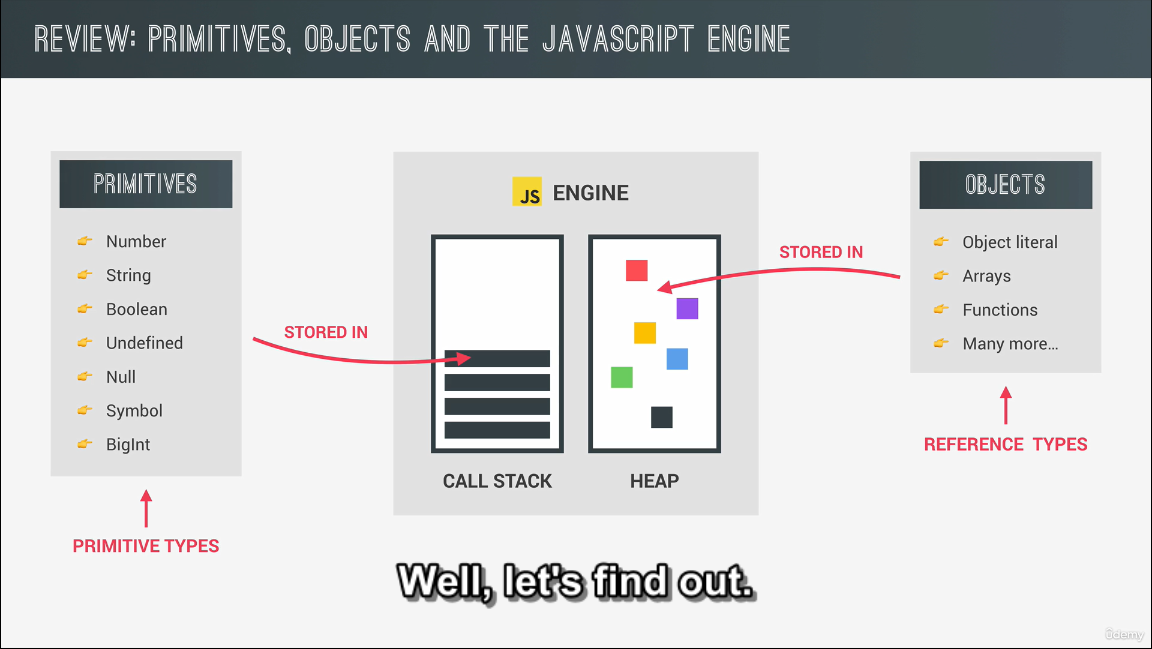 REVIEW: PRIMITIVES, OBJECTS AND THE JAVASCRIPT ENGINE
PRIMITIVES
Number
String
Boolean
Undefined
Null
Symbol
BigInt
PRIMITIVE TYPES
STORED IN
JS ENGINE
CALL STACK
HEAP
STORED IN
OBJECTS
Object literal
Arrays
Functions
Many more...
REFERENCE TYPES
Well, let's find out.
ûdemy